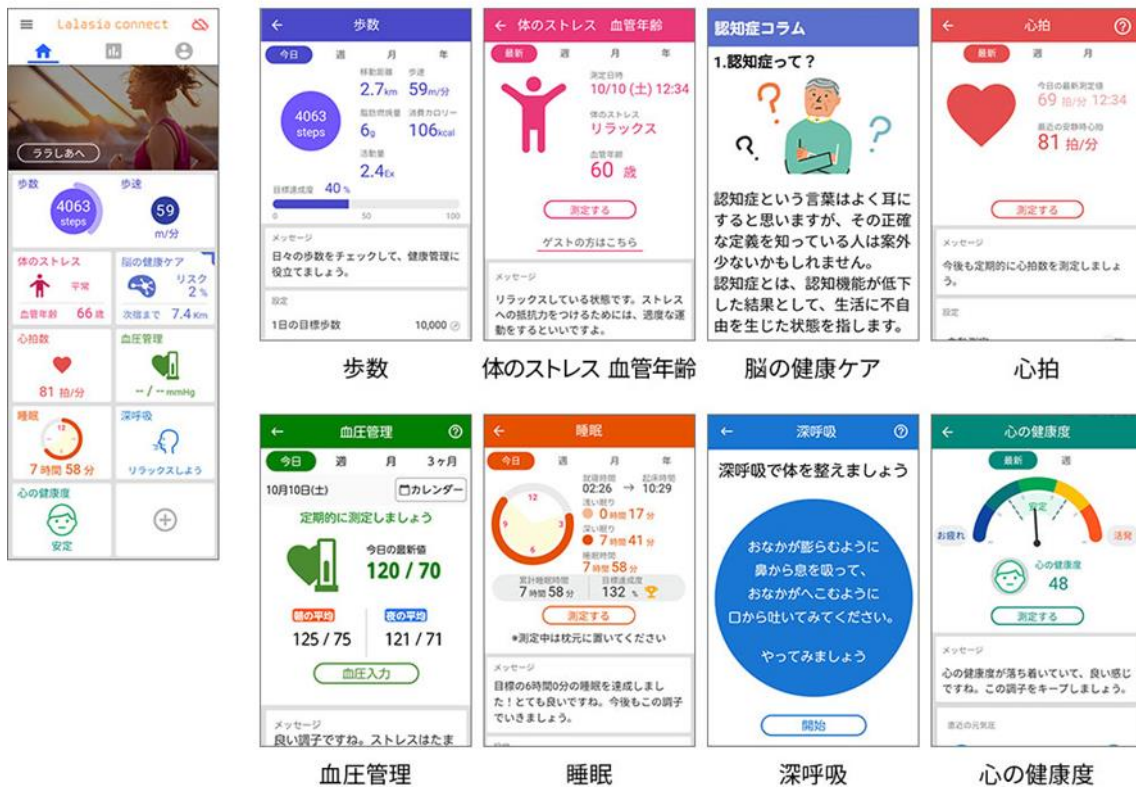 Lalasia connect
ららしあへ
歩数
4063
steps
歩速
59
m/分
体のストレス
平常
血管年齢 66 歳
脳の健康ケア
リスク
2 %
次宿まで 7.4 Km
心拍数
81 拍/分
血圧管理
-- / -- mmHg
睡眠
12
7 時間 58 分
深呼吸
リラックスしよう
心の健康度
安定
歩数
今日 週 月 年
移動距離 歩速
2.7km 59m/分
4063
steps
脂肪燃焼量 消費カロリー
6g 106kcal
活動量
2.4Ex
目標達成度 40 %
0 50 100
メッセージ
日々の歩数をチェックして、健康管理に
役立てましょう。
設定
1日の目標歩数 10,000
歩数
体のストレス 血管年齢
最新 週 月 年
測定日時
10/10 (土) 12:34
体のストレス
リラックス
血管年齢
60 歳
測定する
ゲストの方はこちら
メッセージ
リラックスしている状態です。ストレス
への抵抗力をつけるためには、適度な運
動をするといいですよ。
体のストレス 血管年齢
認知症コラム
1.認知症って?
認知症という言葉はよく耳に
すると思いますが、その正確
な定義を知っている人は案外
少ないかもしれません。
認知症とは、認知機能が低下
した結果として、生活に不自
由を生じた状態を指します。
脳の健康ケア
心拍
最新 週 月
今日の最新測定値
69 拍/分 12:34
最近の安静時心拍
81 拍/分
測定する
メッセージ
今後も定期的に心拍数を測定しましょ
う。
設定
心拍
血圧管理
今日 週 月 3ヶ月
10月10日(土) カレンダー
定期的に測定しましょう
今日の最新値
120 / 70
朝の平均 夜の平均
125 / 75 121 / 71
血圧入力
メッセージ
良い調子ですね。ストレスはたま
血圧管理
睡眠
今日 週 月 年
就寝時間 起床時間
02:26 → 10:29
浅い眠り
0 時間 17 分
深い眠り
7 時間 41 分
睡眠時間
7 時間 58 分
12
3
6
9
累計睡眠時間 目標達成度
7 時間 58 分 132 %
測定する
*測定中は枕元に置いてください
メッセージ
目標の6時間0分の睡眠を達成しまし
た!とても良いですね。今後もこの調子
でいきましょう。
睡眠
深呼吸
深呼吸で体を整えましょう
おなかが膨らむように
鼻から息を吸って、
おなかがへこむように
口から吐いてみてください。
やってみましょう
開始
深呼吸
心の健康度
最新 週
安定
お疲れ 活発
心の健康度
48
測定する
メッセージ
心の健康度が落ち着いていて、良い感じ
ですね。この調子をキープしましょう。
直近の元気圧
心の健康度